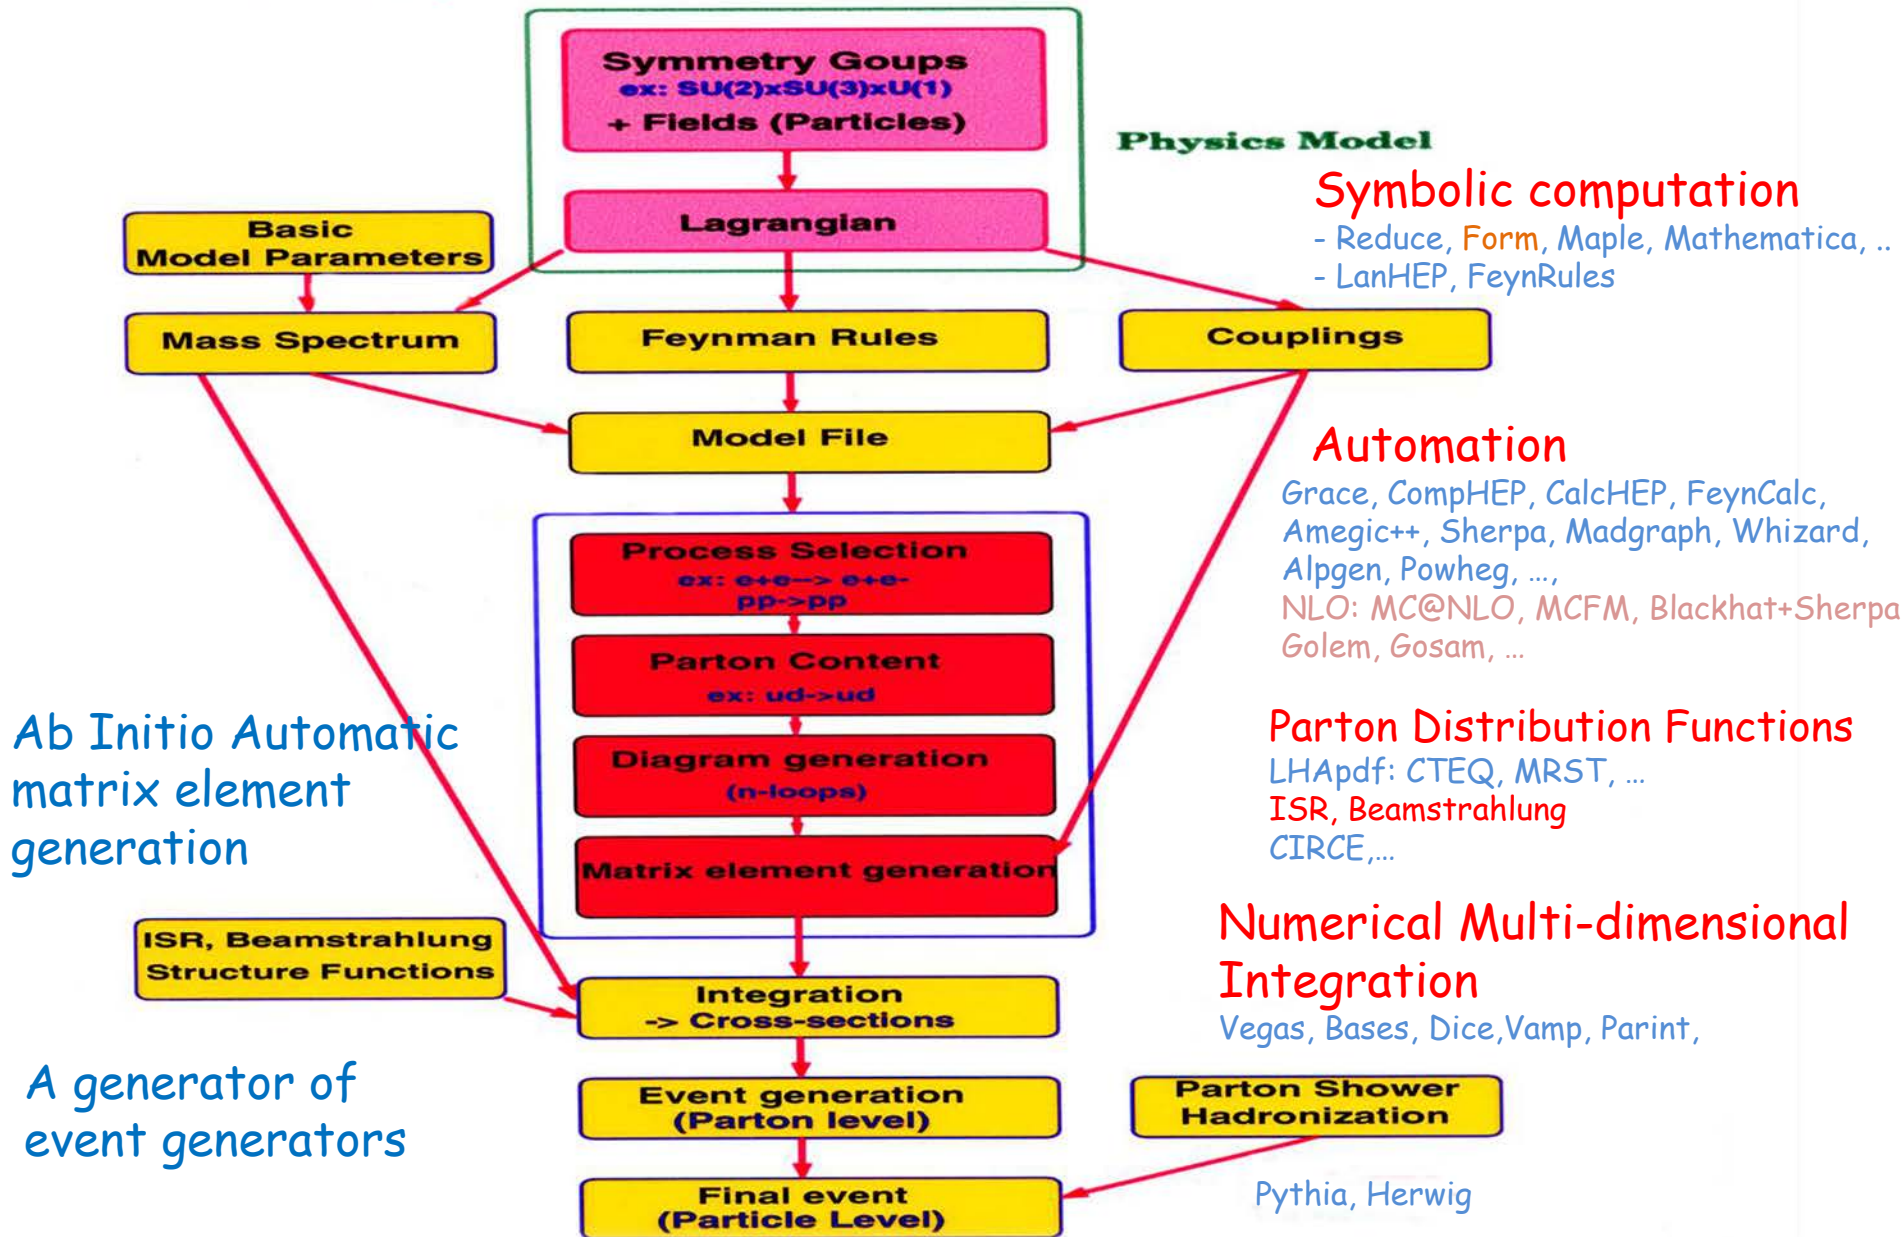 Symmetry Goups
ex: SU(2)xSU(3)xU(1)
+ Fields (Particles)
Physics Model
Lagrangian
Basic
Model Parameters
Symbolic computation
- Reduce, Form, Maple, Mathematica, ..
- LanHEP, FeynRules
Mass Spectrum
Feynman Rules
Couplings
Model File
Automation
Grace, CompHEP, CalcHEP, FeynCalc,
Amegic++, Sherpa, Madgraph, Whizard,
Alpgen, Powheg, …,
NLO: MC@NLO, MCFM, Blackhat+Sherpa
Golem, Gosam, …
Process Selection
ex: e+e--> e+e-
pp->pp
Parton Content
ex: ud->ud
Diagram generation
(n-loops)
Matrix element generation
Ab Initio Automatic
matrix element
generation
Parton Distribution Functions
LHApdf: CTEQ, MRST, …
ISR, Beamstrahlung
CIRCE,…
Numerical Multi-dimensional
Integration
Vegas, Bases, Dice,Vamp, Parint,
ISR, Beamstrahlung
Structure Functions
Integration
-> Cross-sections
A generator of
event generators
Event generation
(Parton level)
Parton Shower
Hadronization
Final event
(Particle Level)
Pythia, Herwig